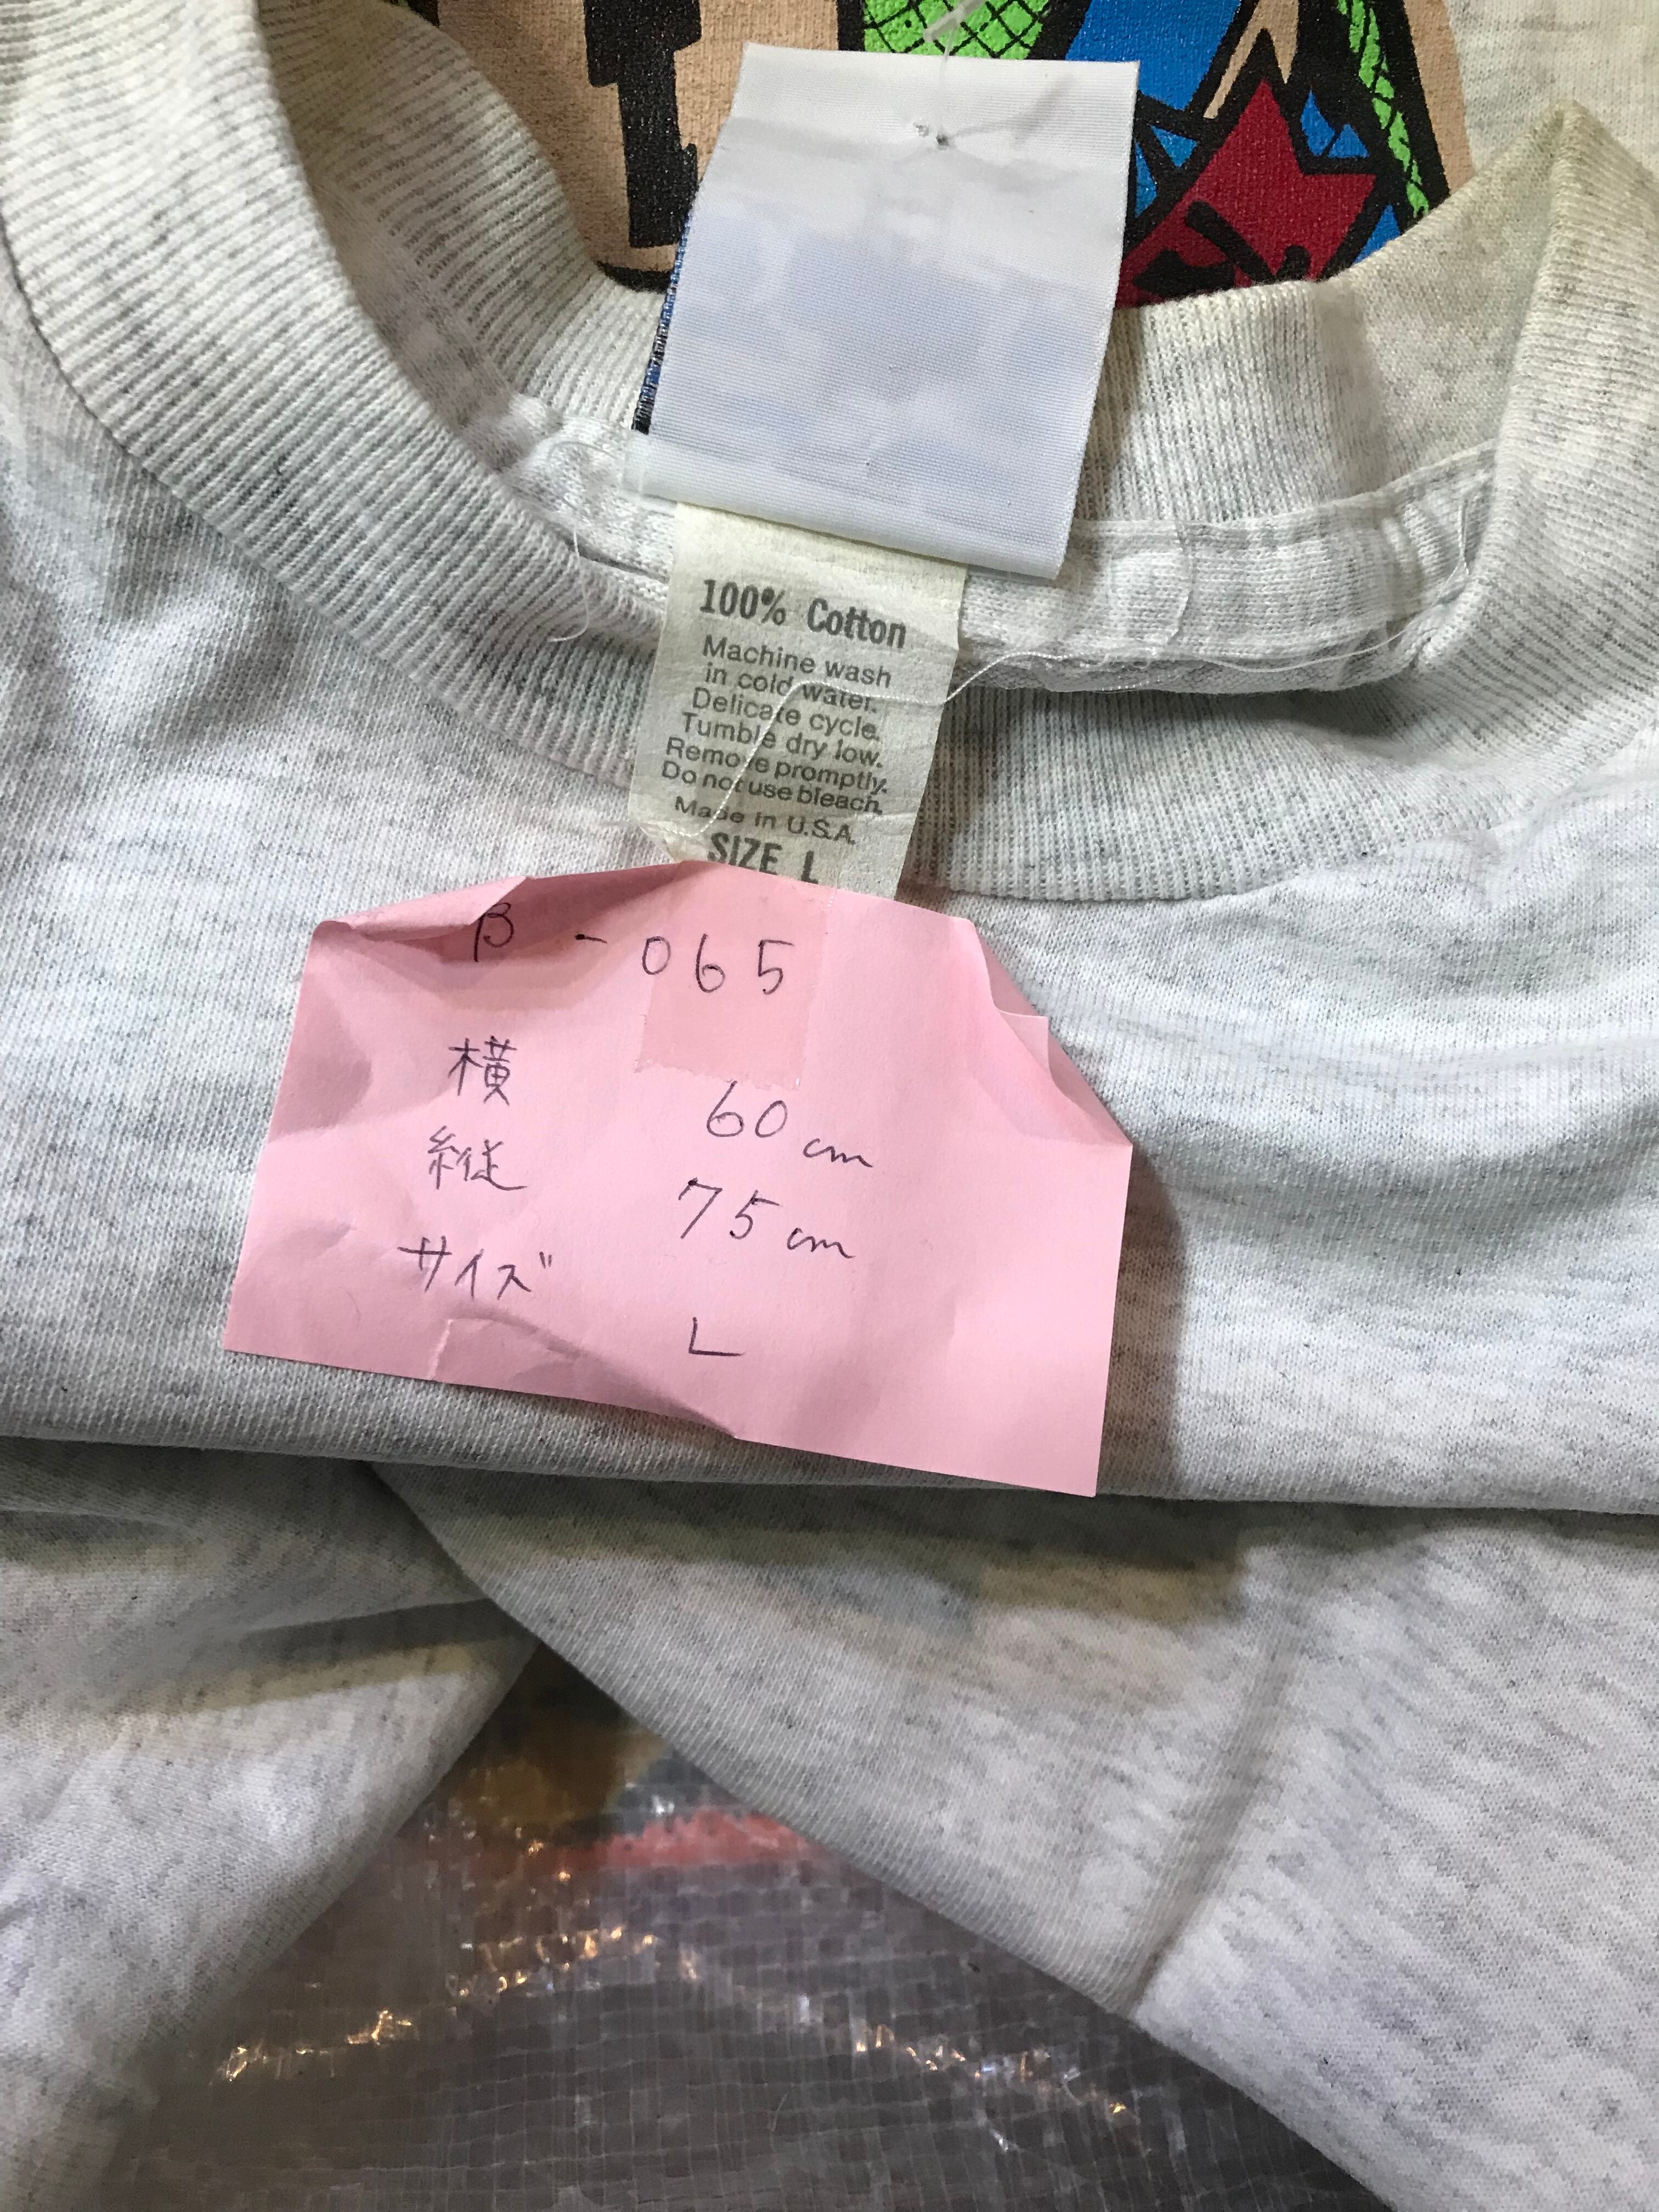 100% Cotton
Machine wash
in cold water.
Delicate cycle.
Tumble dry low.
Remove promptly.
Do not use bleach.
Made in U.S.A.
SIZE L
β - 065
横 60cm
縦 75cm
サイズ L